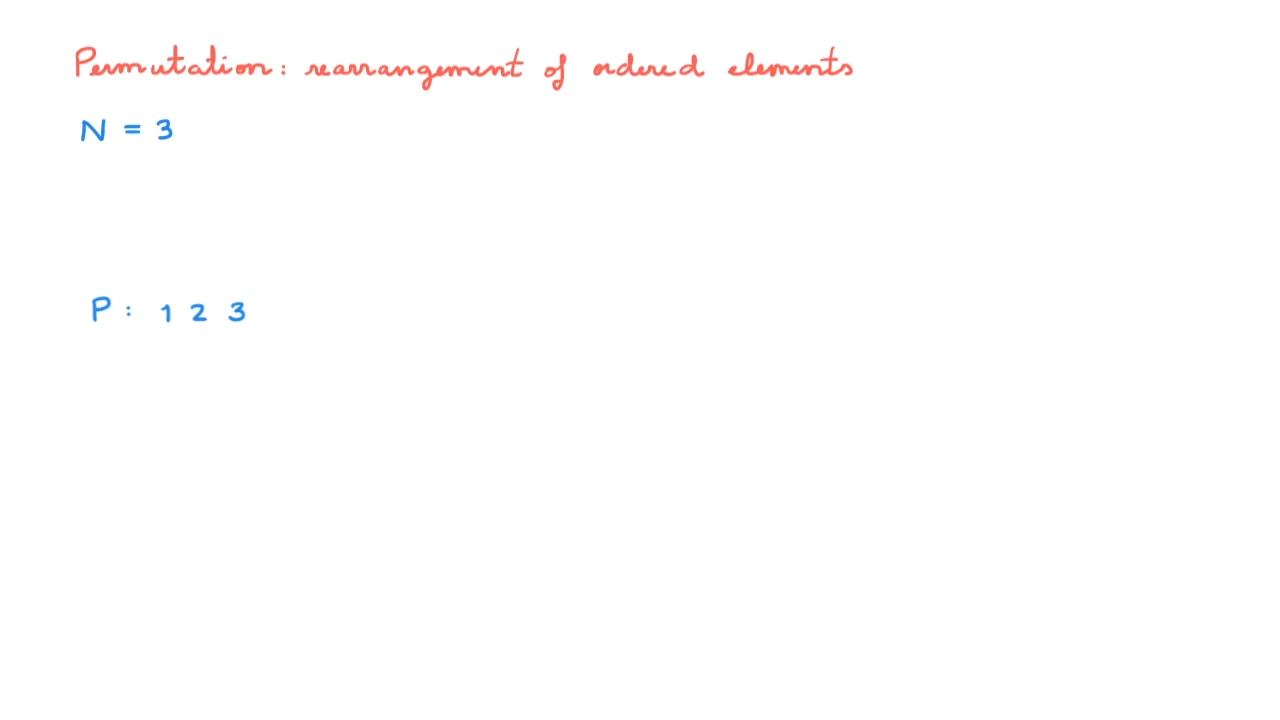 Permutation: rearrangement of ordered elements
N = 3
P: 1 2 3